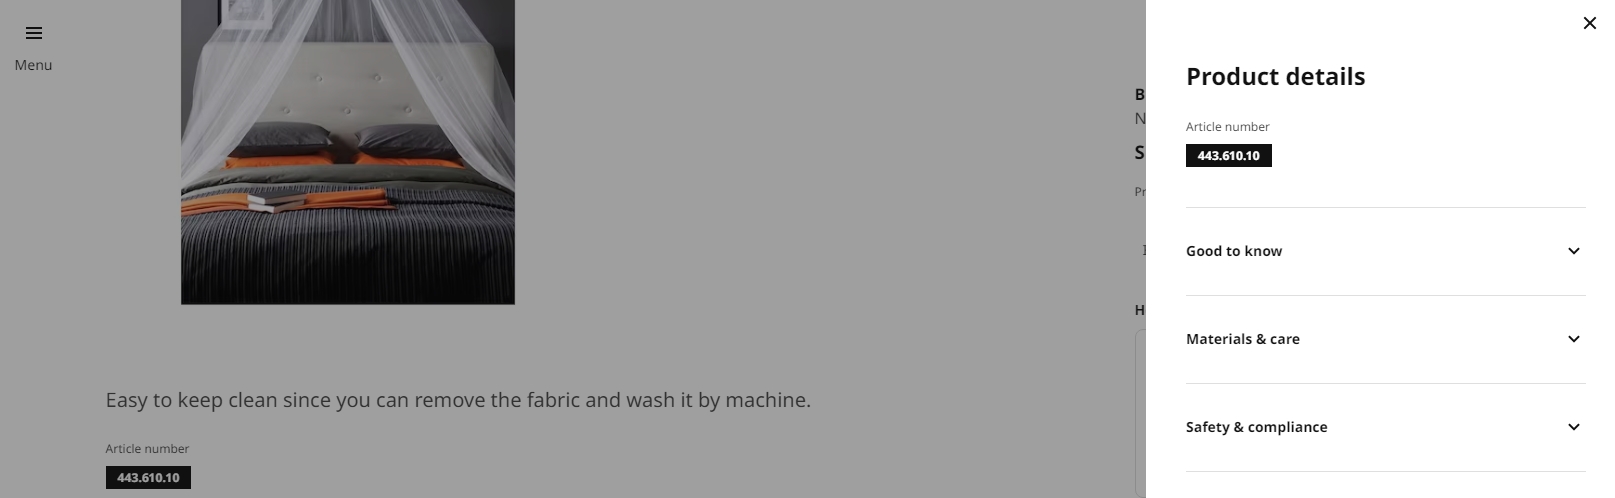 Menu
Easy to keep clean since you can remove the fabric and wash it by machine.
Article number
443.610.10
Product details
Article number
443.610.10
Good to know
Materials & care
Safety & compliance